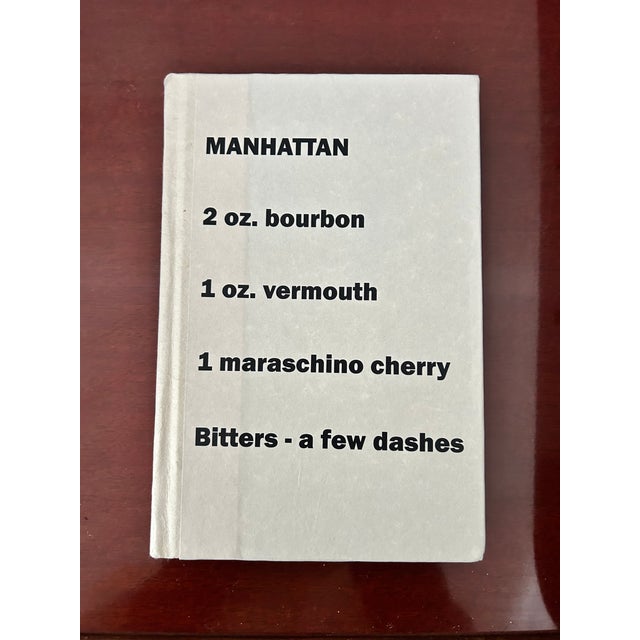 MANHATTAN
2 oz. bourbon
1 oz. vermouth
1 maraschino cherry
Bitters - a few dashes